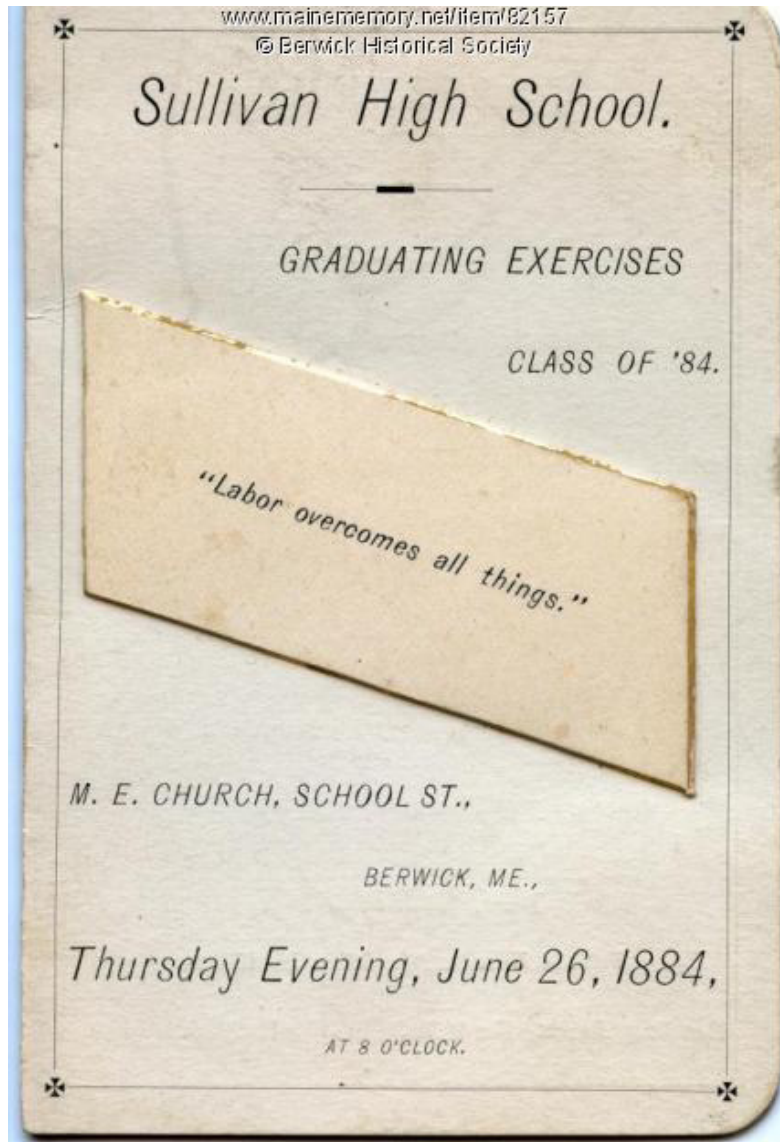 www.mainememory.net/item/82157
© Berwick Historical Society
Sullivan High School.
GRADUATING EXERCISES
CLASS OF '84.
"Labor overcomes all things."
M. E. CHURCH, SCHOOL ST.,
BERWICK, ME.,
Thursday Evening, June 26, 1884,
AT 8 O'CLOCK.